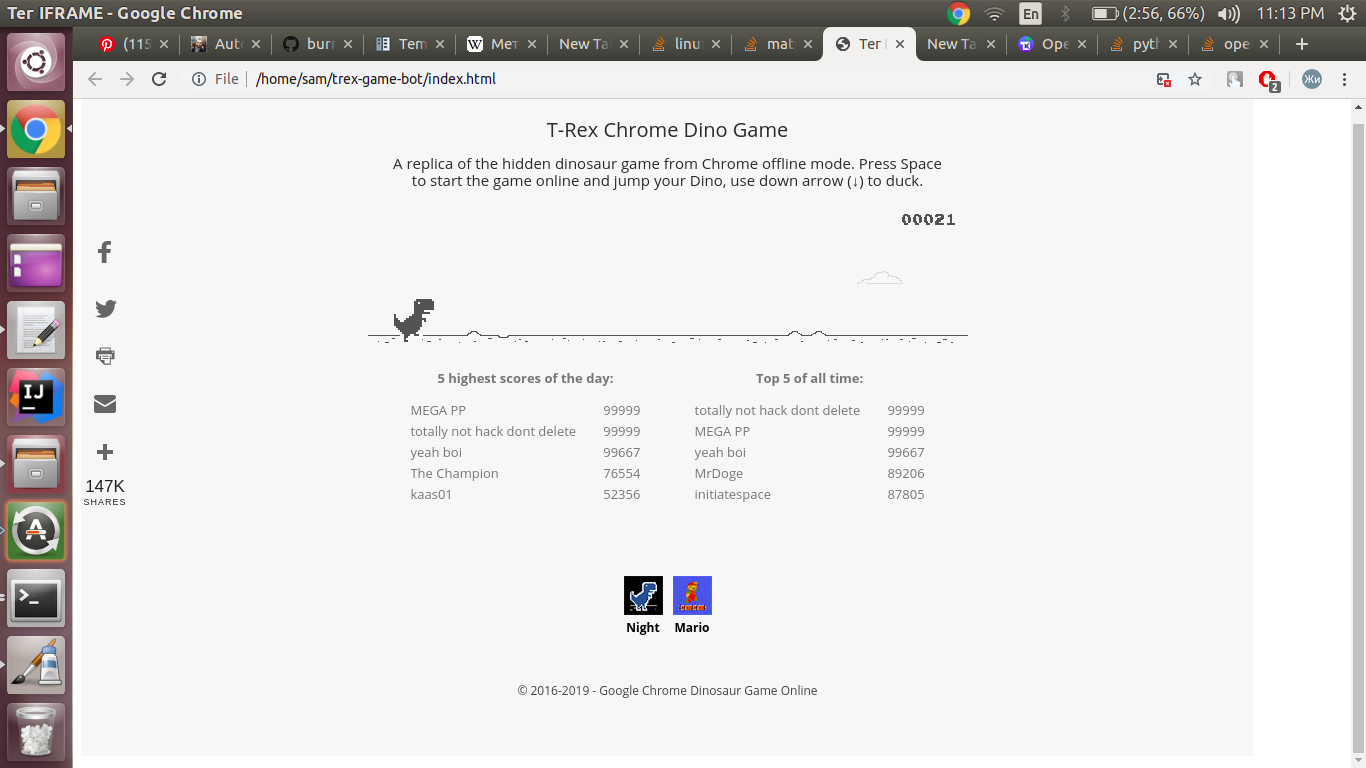 Ter IFRAME - Google Chrome
En
(2:56, 66%)
11:13 PM
(115
Aut
burr
Tem
W Мет
New Ta
linu
mat
Ter
New Ta
Ope
pyth
ope
File
/home/sam/trex-game-bot/index.html
2
Жи
T-Rex Chrome Dino Game
A replica of the hidden dinosaur game from Chrome offline mode. Press Space
to start the game online and jump your Dino, use down arrow (↓) to duck.
00021
5 highest scores of the day:
MEGA PP 99999
totally not hack dont delete 99999
yeah boi 99667
The Champion 76554
kaas01 52356
Top 5 of all time:
totally not hack dont delete 99999
MEGA PP 99999
yeah boi 99667
MrDoge 89206
initiatespace 87805
147K
SHARES
IJ
A
>_
Night
Mario
© 2016-2019 - Google Chrome Dinosaur Game Online